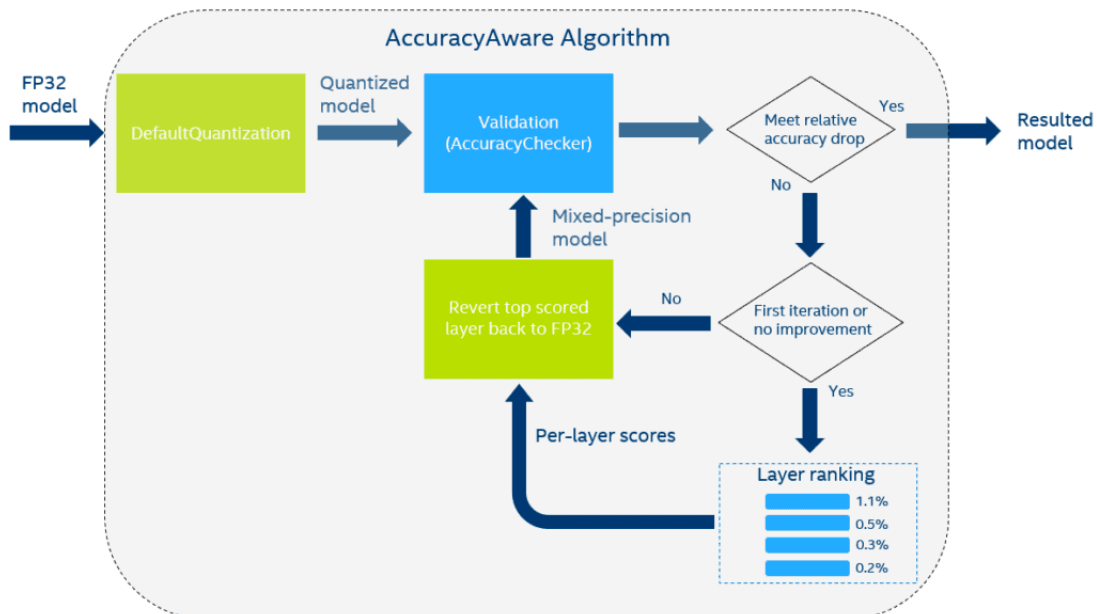 AccuracyAware Algorithm
FP32
model
DefaultQuantization
Quantized
model
Validation
(AccuracyChecker)
Meet relative
accuracy drop
Yes
Resulted
model
No
Mixed-precision
model
Revert top scored
layer back to FP32
No
First iteration or
no improvement
Yes
Per-layer scores
Layer ranking
1.1%
0.5%
0.3%
0.2%